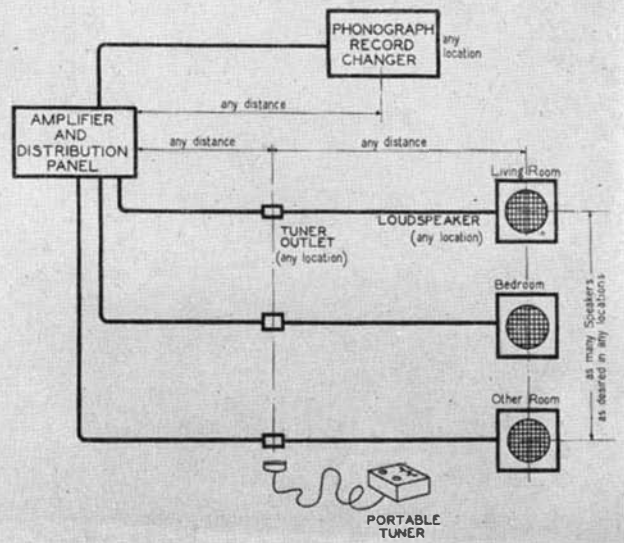 PHONOGRAPH
RECORD
CHANGER
any
location
any distance
AMPLIFIER
AND
DISTRIBUTION
PANEL
any distance
any distance
Living Room
TUNER
OUTLET
(any location)
LOUDSPEAKER
(any location)
Bedroom
as many Speakers
as desired in any locations
Other Room
PORTABLE
TUNER